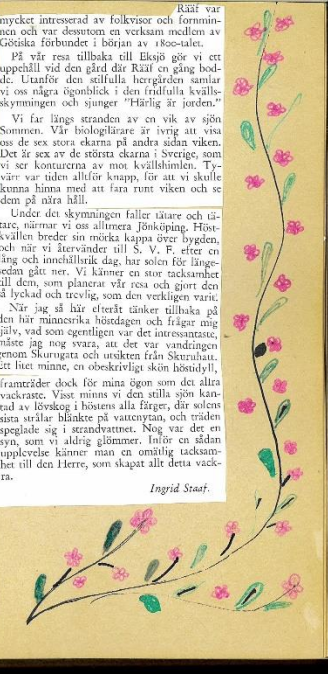 Rääf var
mycket intresserad av folkvisor och fornmin-
nen och var dessutom en verksam medlem av
Götiska förbundet i början av 1800-talet.
På vår resa tillbaka till Eksjö gör vi ett
uppehåll vid den gård där Rääf en gång bod-
de. Utanför den stilfulla herrgården samlar
vi oss några ögonblick i den fridfulla kvälls-
skymningen och sjunger "Härlig är jorden."
Vi far längs stranden av en vik av sjön
Sommen. Vår biologilärare är ivrig att visa
oss de sex stora ekarna på andra sidan viken.
Det är sex av de största ekarna i Sverige, som
vi ser konturerna av mot kvällshimlen. Ty-
värr var tiden alltför knapp, för att vi skulle
kunna hinna med att fara runt viken och se
dem på nära håll.
Under det skymningen faller tätare och tä-
tare, närmar vi oss alltmera Jönköping. Höst-
kvällen breder sin mörka kappa över bygden,
och när vi återvänder till S. V. F. efter en
lång och innehållsrik dag, har solen för länge-
sedan gått ner. Vi känner en stor tacksamhet
till dem, som planerat vår resa och gjort den
så lyckad och trevlig, som den verkligen varit.
När jag så här efteråt tänker tillbaka på
den här minnesrika höstdagen och frågar mig
själv, vad som egentligen var det intressantaste,
måste jag nog svara, att det var vandringen
genom Skurugata och utsikten från Skuruhatt.
Ett litet minne, en obeskrivligt skön höstidyll,
framträder dock för mina ögon som det allra
vackraste. Visst minns vi den stilla sjön kan-
tad av lövskog i höstens alla färger, där solens
sista strålar blänkte på vattenytan, och träden
speglade sig i strandvattnet. Nog var det en
syn, som vi aldrig glömmer. Inför en sådan
upplevelse känner man en omätlig tacksam-
het till den Herre, som skapat allt detta vack-
ra.
Ingrid Staaf.